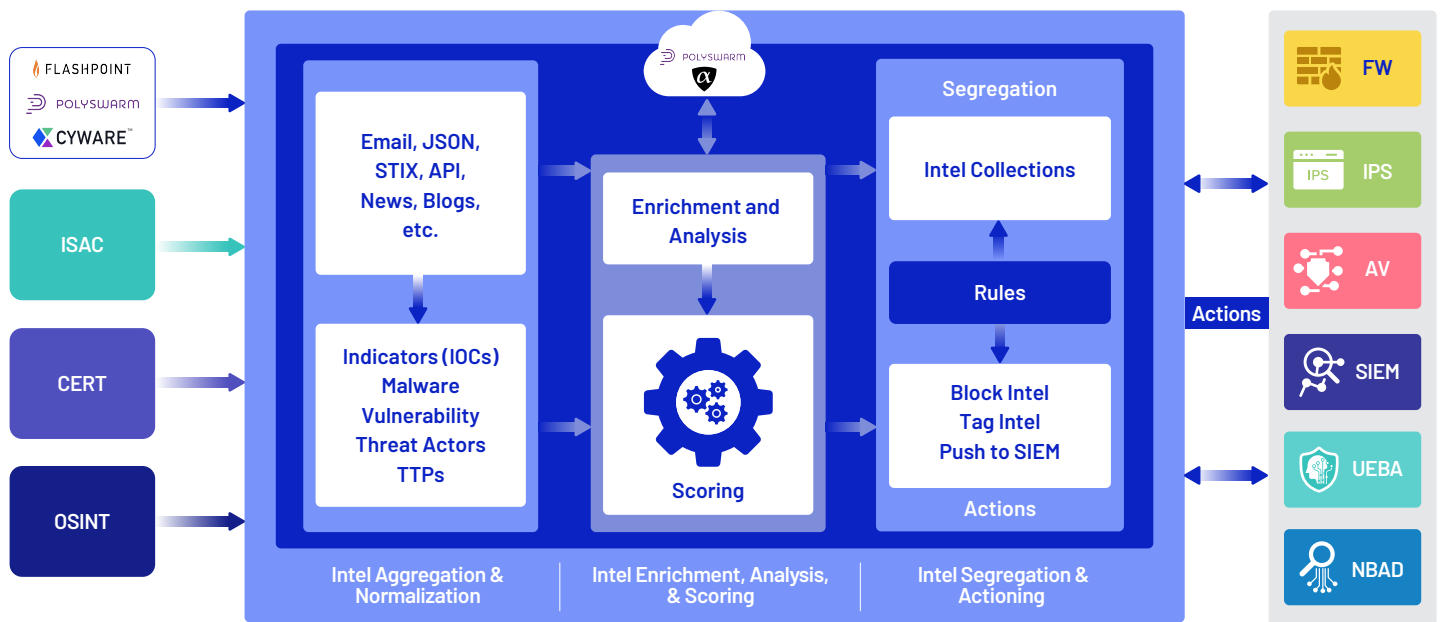 FLASHPOINT
POLYSWARM
CYWARE™
ISAC
CERT
OSINT
Email, JSON,
STIX, API,
News, Blogs,
etc.
Indicators (IOCs)
Malware
Vulnerability
Threat Actors
TTPs
Intel Aggregation &
Normalization
POLYSWARM
α
Enrichment and
Analysis
Scoring
Intel Enrichment, Analysis,
& Scoring
Segregation
Intel Collections
Rules
Block Intel
Tag Intel
Push to SIEM
Actions
Intel Segregation &
Actioning
Actions
FW
IPS
IPS
AV
SIEM
UEBA
NBAD